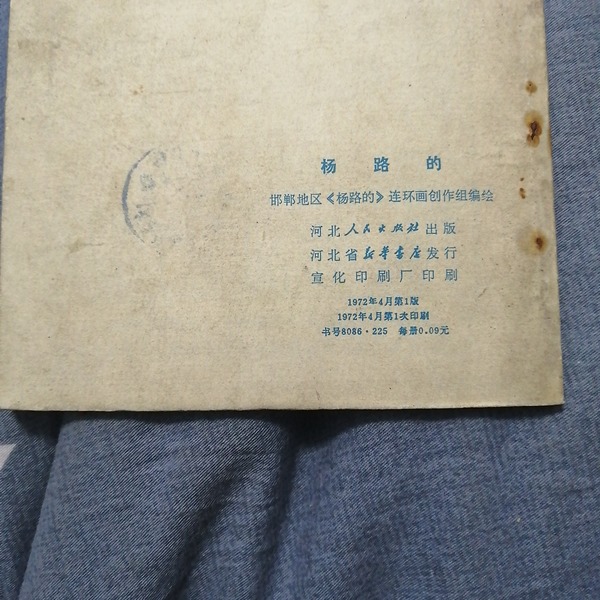 杨路的
邯郸地区《杨路的》连环画创作组编绘
河北人民出版社出版
河北省新华书店发行
宣化印刷厂印刷
1972年4月第1版
1972年4月第1次印刷
书号8086·225 每册0.09元